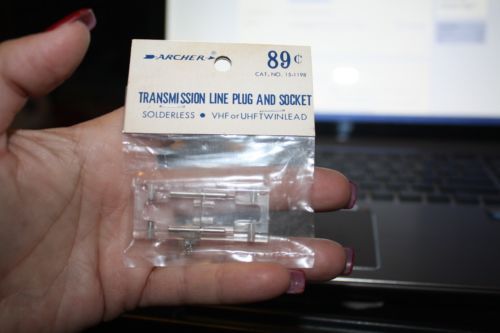 ARCHER 89¢
CAT. NO. 15-1198
TRANSMISSION LINE PLUG AND SOCKET
SOLDERLESS • VHF or UHF TWINLEAD